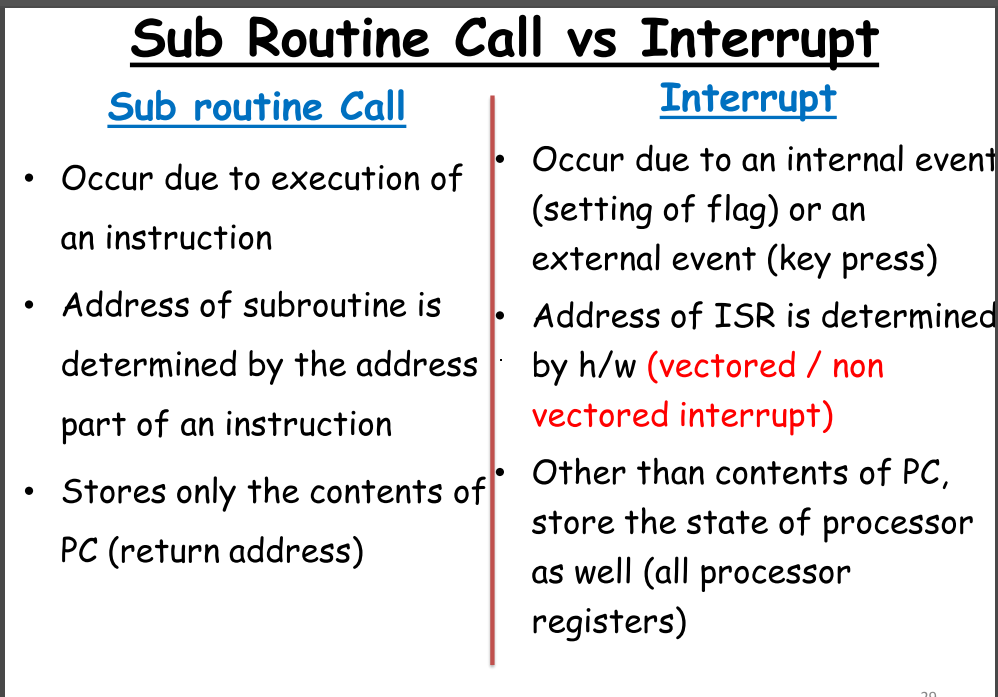 Sub Routine Call vs Interrupt
Sub routine Call
• Occur due to execution of
an instruction
• Address of subroutine is
determined by the address
part of an instruction
• Stores only the contents of
PC (return address)
Interrupt
• Occur due to an internal event
(setting of flag) or an
external event (key press)
• Address of ISR is determined
by h/w (vectored / non
vectored interrupt)
• Other than contents of PC,
store the state of processor
as well (all processor
registers)